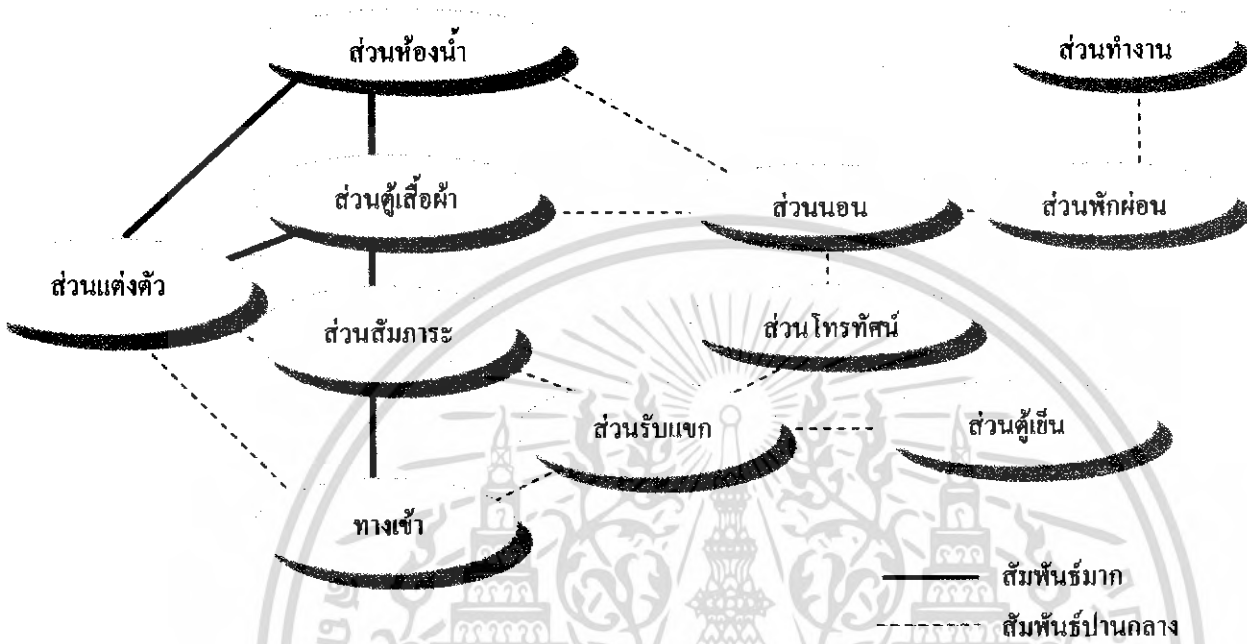 ส่วนห้องน้ำ
ส่วนทำงาน
ส่วนตู้เสื้อผ้า
ส่วนนอน
ส่วนพักผ่อน
ส่วนแต่งตัว
ส่วนสัมภาระ
ส่วนโทรทัศน์
ส่วนรับแขก
ส่วนตู้เย็น
ทางเข้า
สัมพันธ์มาก
สัมพันธ์ปานกลาง